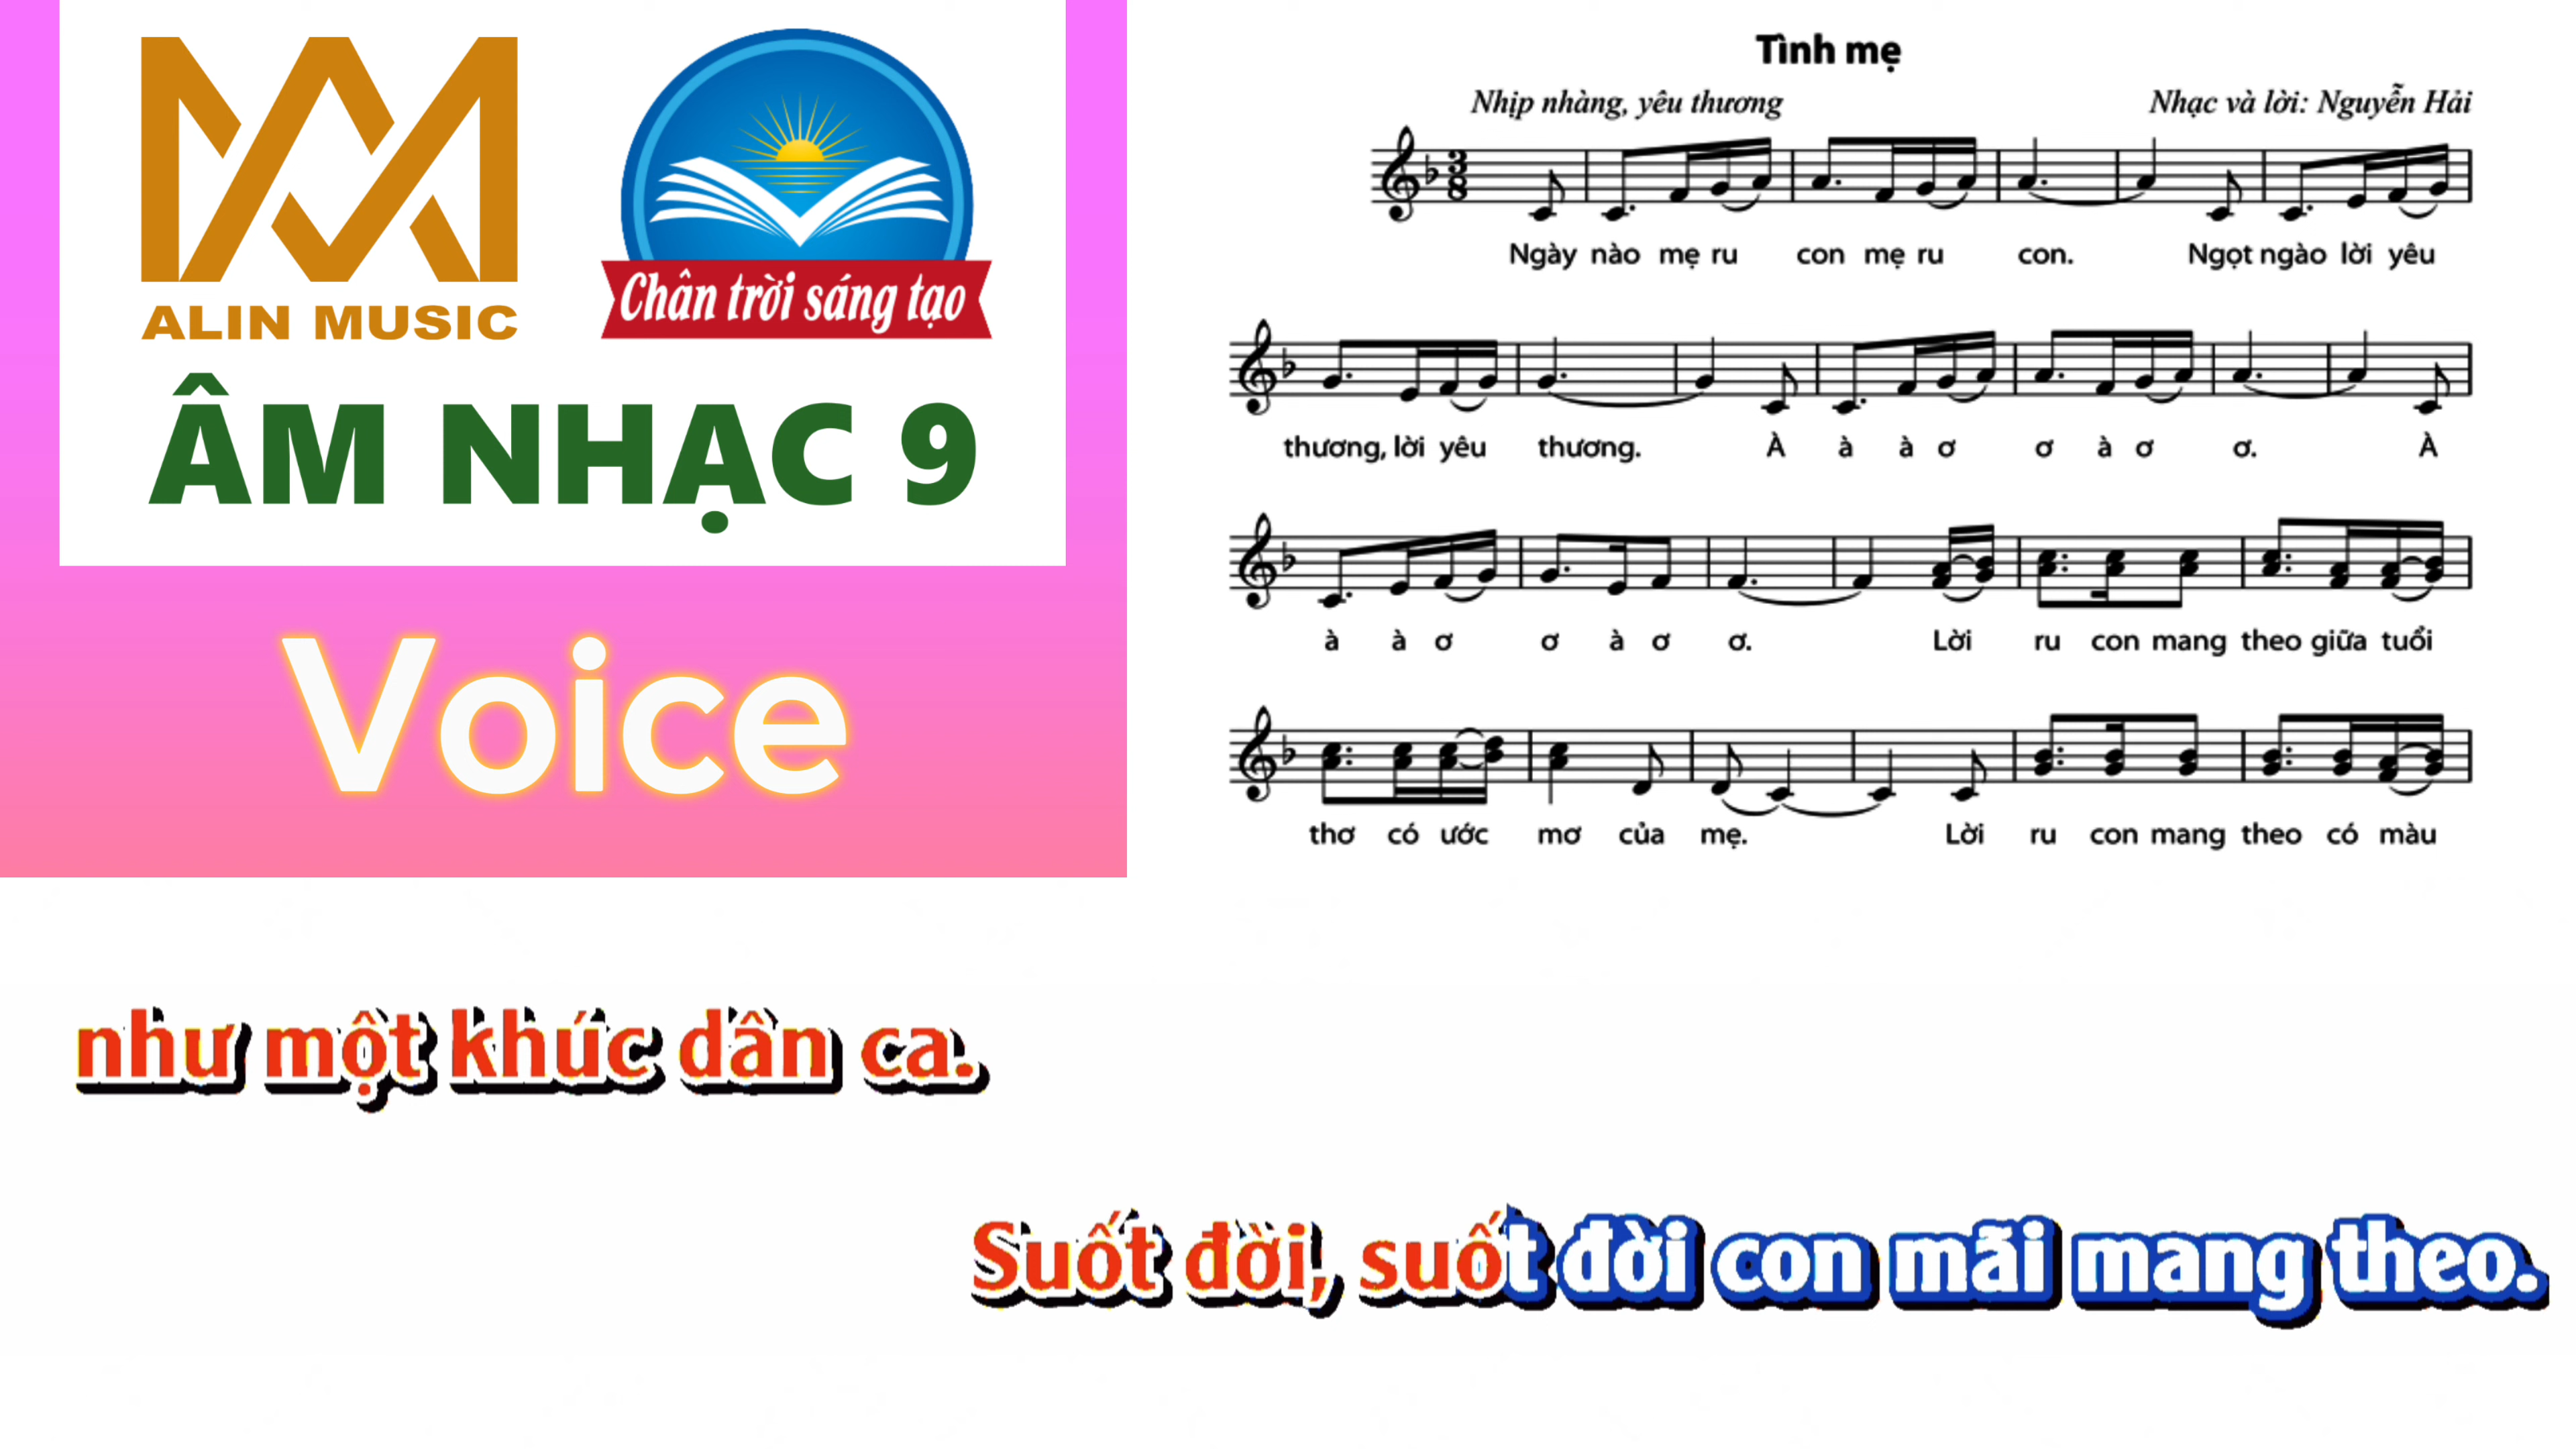 ALIN MUSIC
Chân trời sáng tạo
ÂM NHẠC 9
Voice
Tình mẹ
Nhịp nhàng, yêu thương
Nhạc và lời: Nguyễn Hải
3
8
Ngày nào mẹ ru con mẹ ru con. Ngọt ngào lời yêu
thương, lời yêu thương. À à à ơ ơ à ơ ơ. À
à à ơ ơ à ơ ơ. Lời ru con mang theo giữa tuổi
thơ có ước mơ của mẹ. Lời ru con mang theo có màu
như một khúc dân ca.
Suốt đời, suốt đời con mãi mang theo.